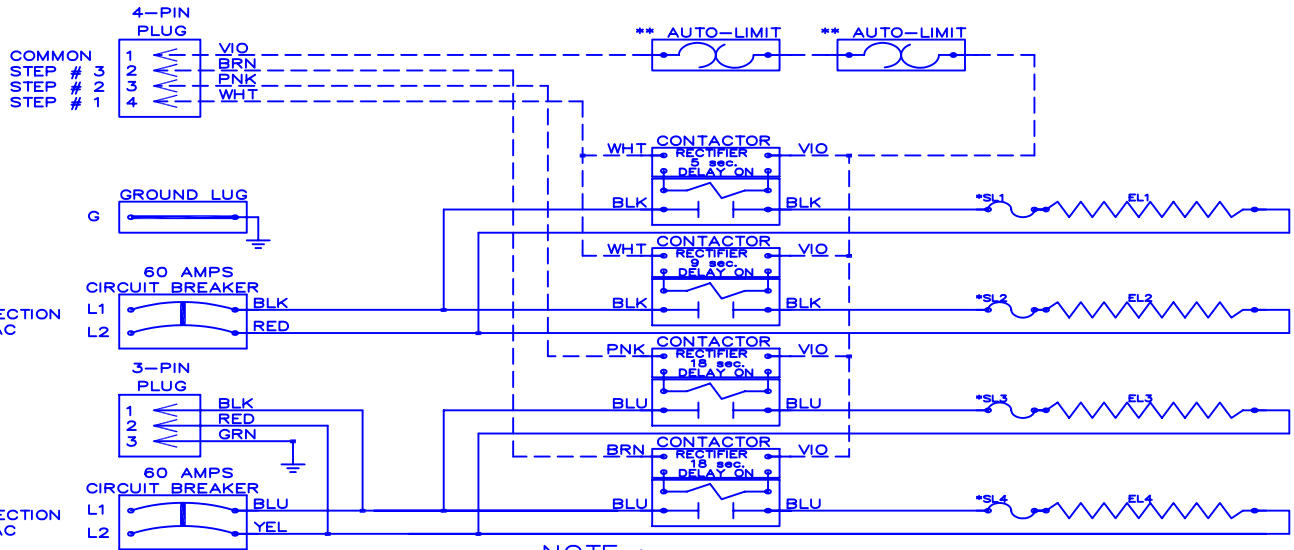 4-PIN
PLUG
COMMON 1 VIO
STEP # 3 2 BRN
STEP # 2 3 PNK
STEP # 1 4 WHT
** AUTO-LIMIT ** AUTO-LIMIT
CONTACTOR
WHT RECTIFIER VIO
5 sec.
DELAY ON
BLK BLK *SL1 EL1
GROUND LUG
G
CONTACTOR
WHT RECTIFIER VIO
9 sec.
DELAY ON
60 AMPS
CIRCUIT BREAKER
L1 BLK BLK BLK *SL2 EL2
ECTION
AC L2 RED
CONTACTOR
PNK RECTIFIER VIO
18 sec.
DELAY ON
3-PIN
PLUG
1 BLK BLU BLU *SL3 EL3
2 RED
3 GRN
CONTACTOR
BRN RECTIFIER VIO
18 sec.
DELAY ON
60 AMPS
CIRCUIT BREAKER
L1 BLU BLU BLU *SL4 EL4
ECTION
AC L2 YEL
NOTE